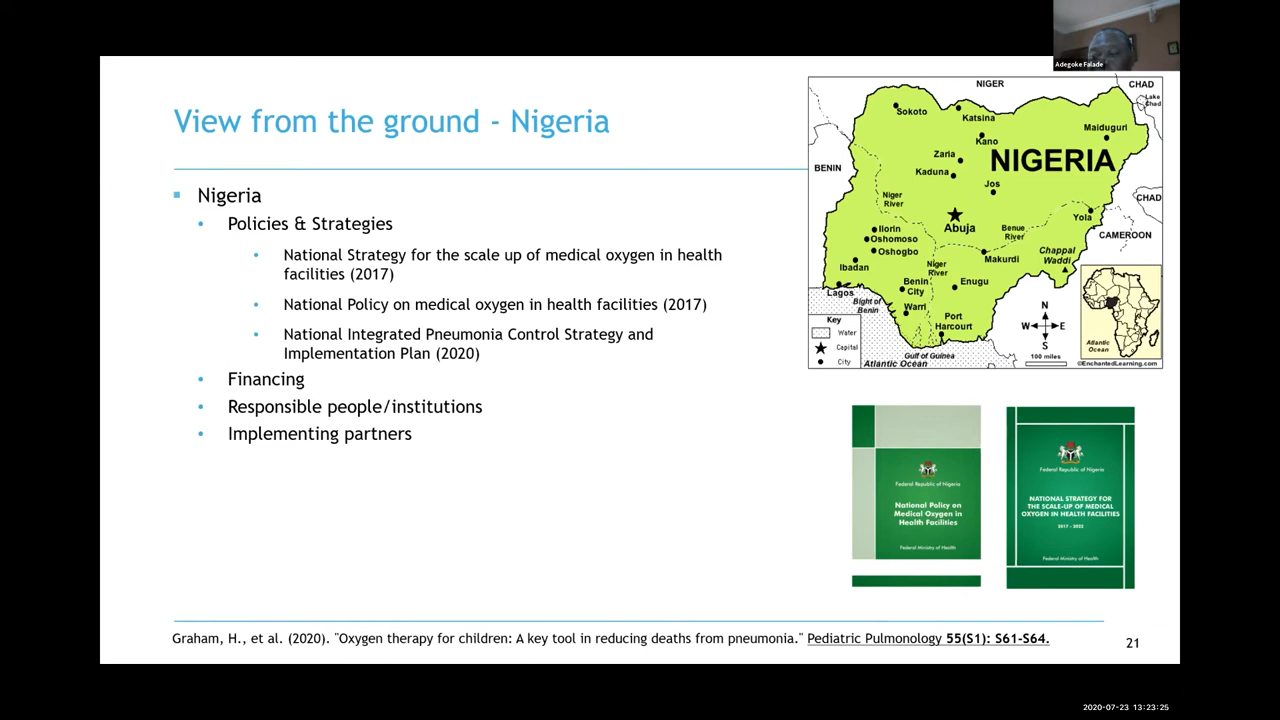 Adegoke Falade
View from the ground - Nigeria
Nigeria
Policies & Strategies
National Strategy for the scale up of medical oxygen in health
facilities (2017)
National Policy on medical oxygen in health facilities (2017)
National Integrated Pneumonia Control Strategy and
Implementation Plan (2020)
Financing
Responsible people/institutions
Implementing partners
NIGER
CHAD
Lake
Chad
Sokoto
Katsina
Kano
Maiduguri
Zaria
NIGERIA
BENIN
Kaduna
Jos
Niger
River
CHAD
Yola
Abuja
Benue
River
CAMEROON
Ilorin
Oshomoso
Oshogbo
Chappal
Waddi
Makurdi
Ibadan
Niger
River
Benin
City
Enugu
Lagos
Bight of
Benin
Warri
Port
Harcourt
N
W
E
S
Key
Water
Capital
City
Gulf of Guinea
Atlantic Ocean
100 miles
Atlantic
Ocean
©EnchantedLearning.com
Federal Republic of Nigeria
National Policy on
Medical Oxygen in
Health Facilities
Federal Ministry of Health
Federal Republic of Nigeria
NATIONAL STRATEGY FOR
THE SCALE-UP OF MEDICAL
OXYGEN IN HEALTH FACILITIES
2017 - 2022
Federal Ministry of Health
Graham, H., et al. (2020). "Oxygen therapy for children: A key tool in reducing deaths from pneumonia." Pediatric Pulmonology 55(S1): S61-S64.
21
2020-07-23 13:23:25